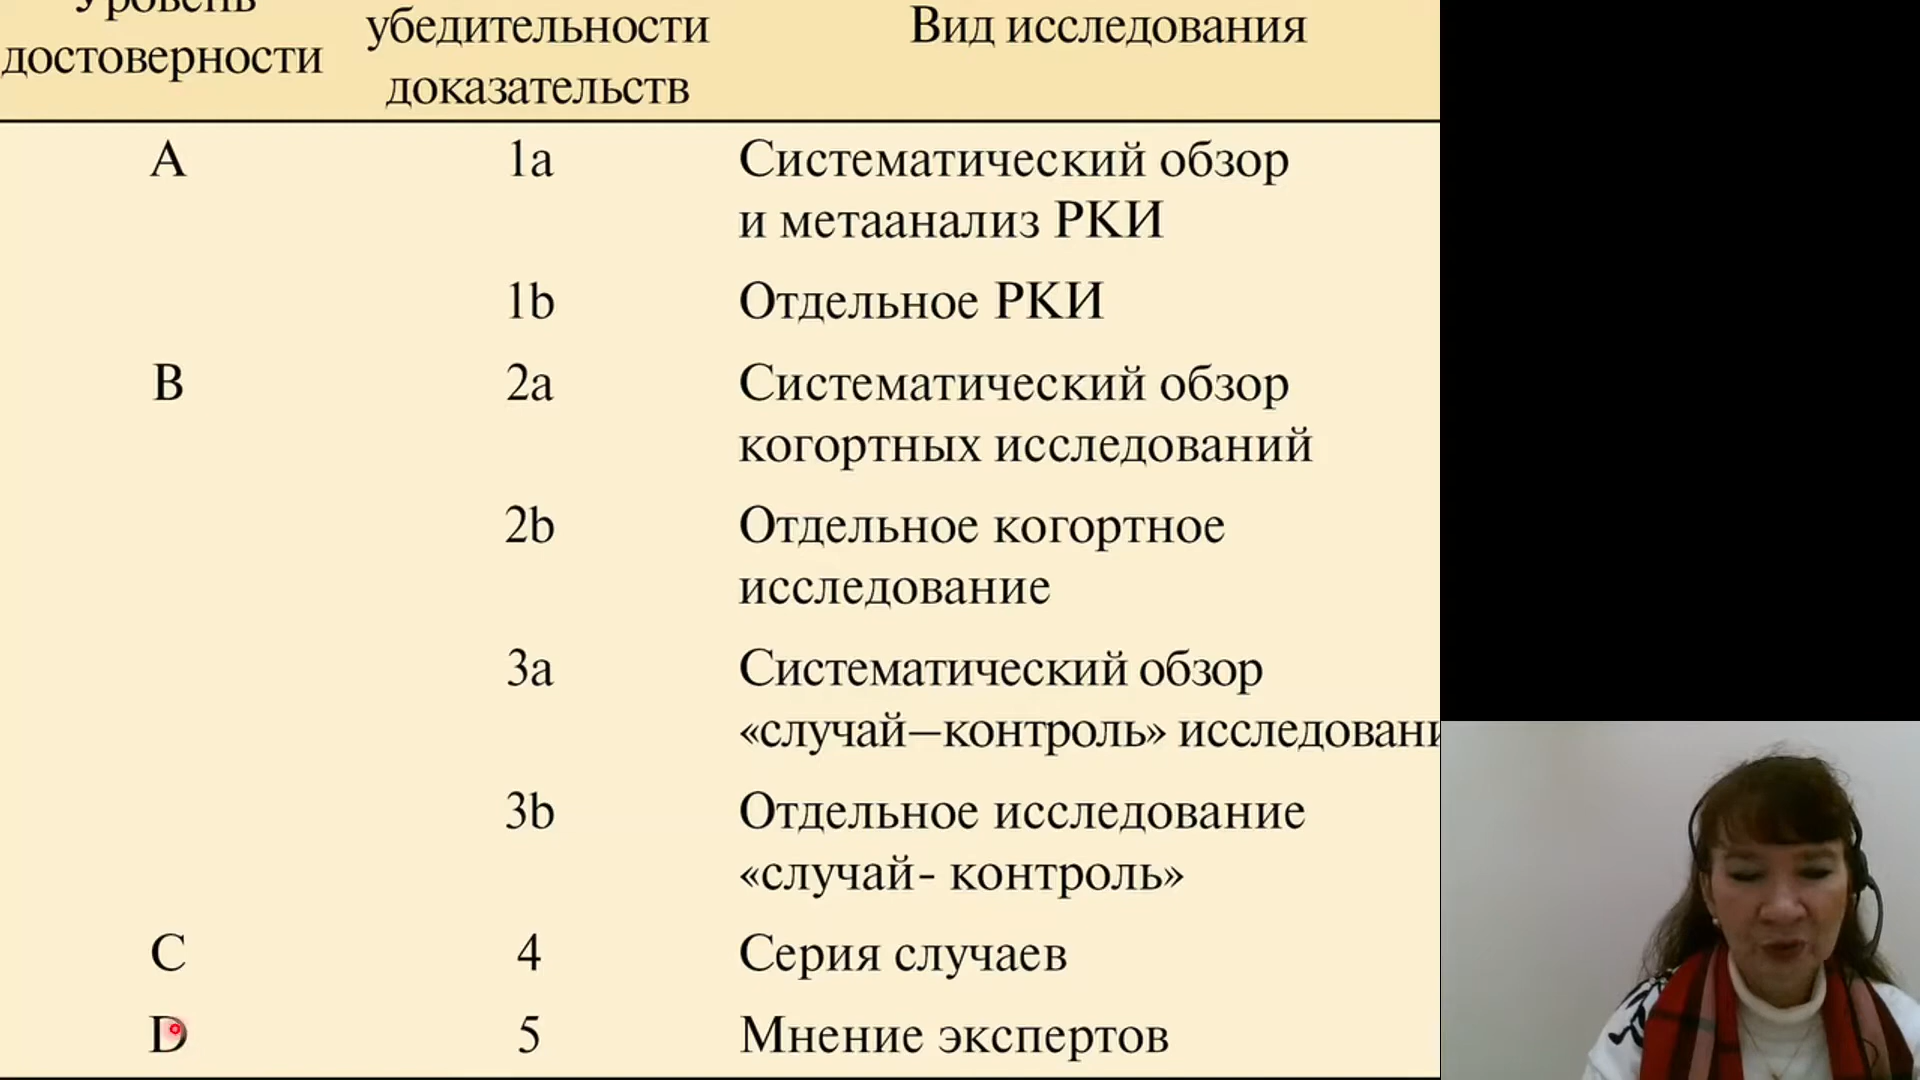 Уровень
достоверности
убедительности
доказательств
Вид исследования
A 1a Систематический обзор
и метаанализ РКИ
1b Отдельное РКИ
B 2a Систематический обзор
когортных исследований
2b Отдельное когортное
исследование
3a Систематический обзор
«случай—контроль» исследовани
3b Отдельное исследование
«случай- контроль»
C 4 Серия случаев
D 5 Мнение экспертов